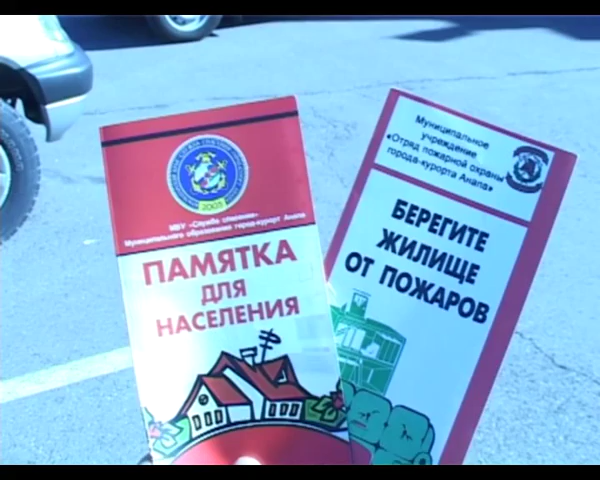 2005
МБУ «Служба спасения»
Муниципального образования город-курорт Анапа
ПАМЯТКА
ДЛЯ
НАСЕЛЕНИЯ
Муниципальное
учреждение
«Отряд пожарной охраны
города-курорта Анапа»
БЕРЕГИТЕ
ЖИЛИЩЕ
ОТ ПОЖАРОВ